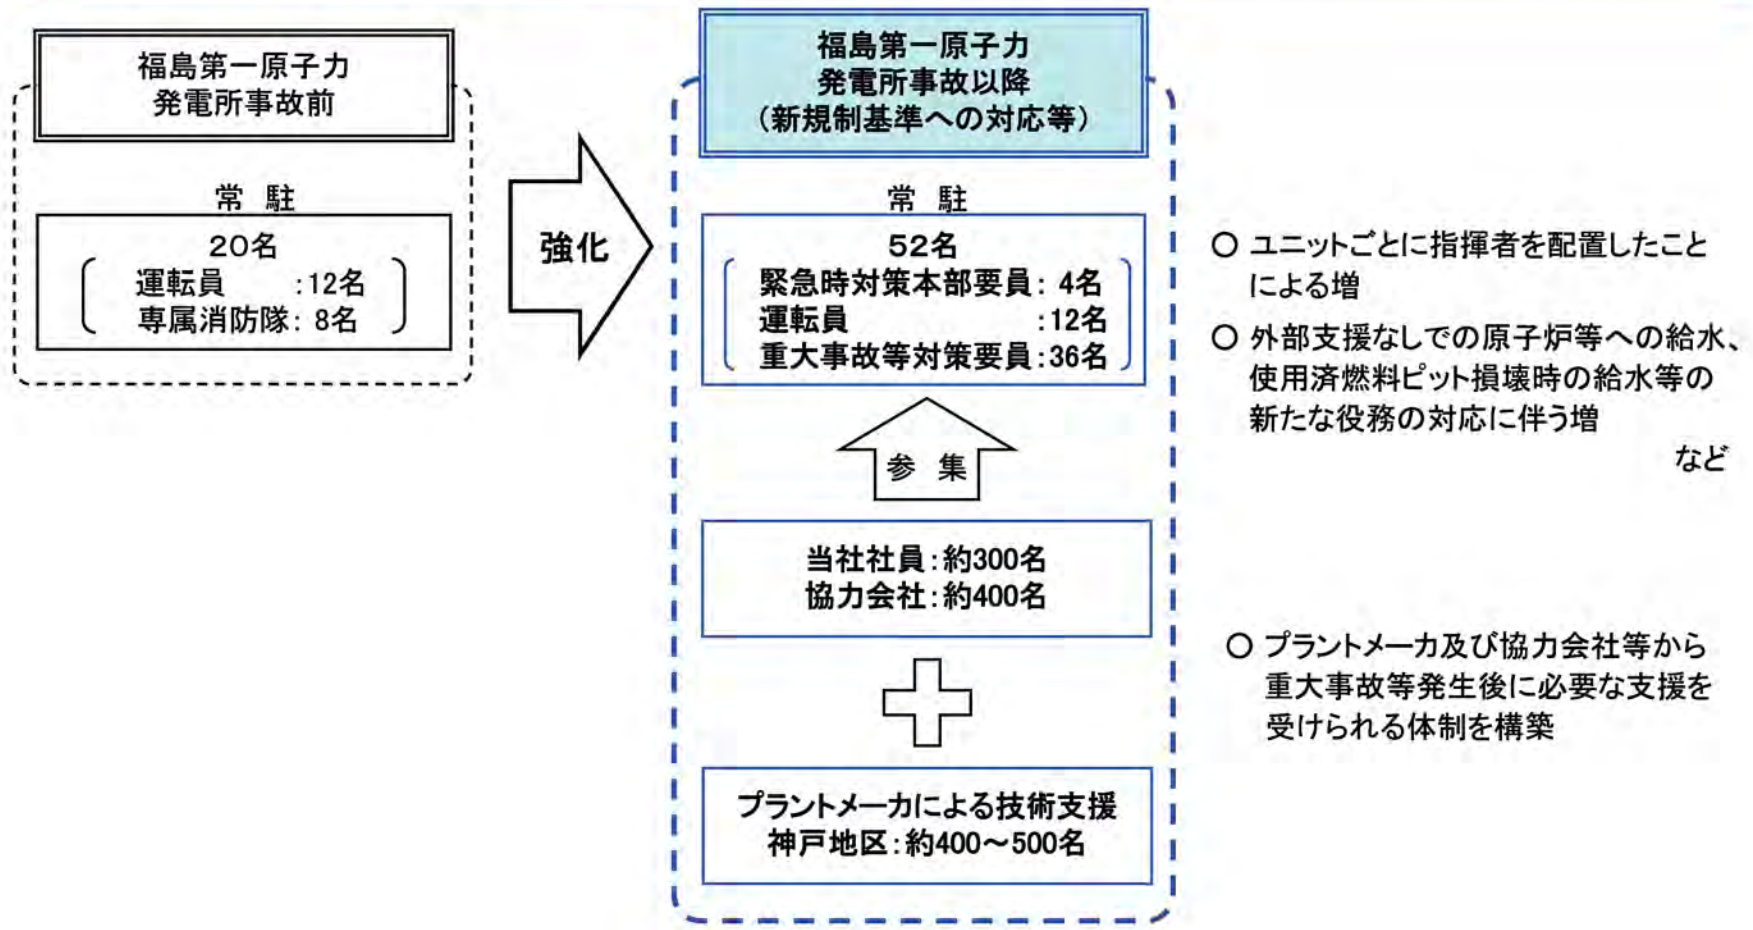 福島第一原子力
発電所事故前
常 駐
20名
運転員 :12名
専属消防隊: 8名
強化
福島第一原子力
発電所事故以降
(新規制基準への対応等)
常 駐
52名
緊急時対策本部要員: 4名
運転員 :12名
重大事故等対策要員:36名
参 集
当社社員:約300名
協力会社:約400名
プラントメーカによる技術支援
神戸地区:約400~500名
○ ユニットごとに指揮者を配置したこと
による増
○ 外部支援なしでの原子炉等への給水、
使用済燃料ピット損壊時の給水等の
新たな役務の対応に伴う増
など
○ プラントメーカ及び協力会社等から
重大事故等発生後に必要な支援を
受けられる体制を構築